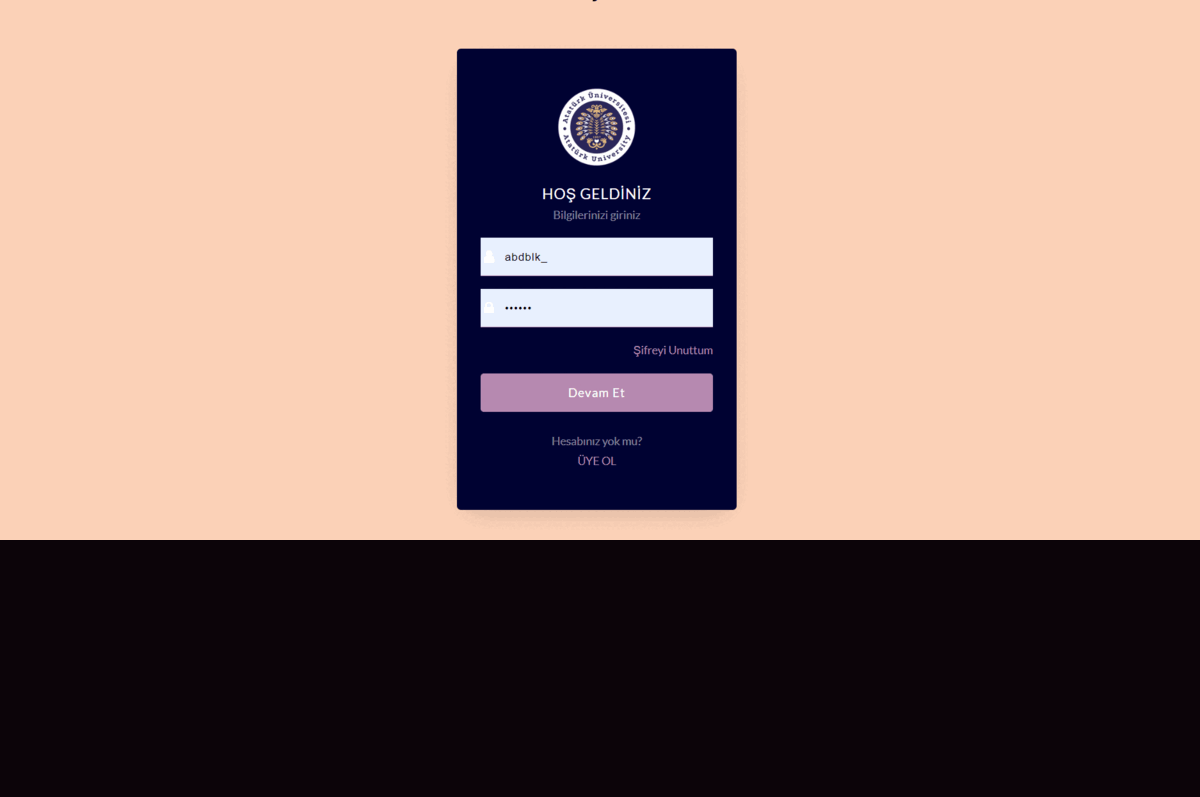 Atatürk Üniversitesi
Atatürk University
HOŞ GELDİNİZ
Bilgilerinizi giriniz
abdblk_
••••••
Şifreyi Unuttum
Devam Et
Hesabınız yok mu?
ÜYE OL